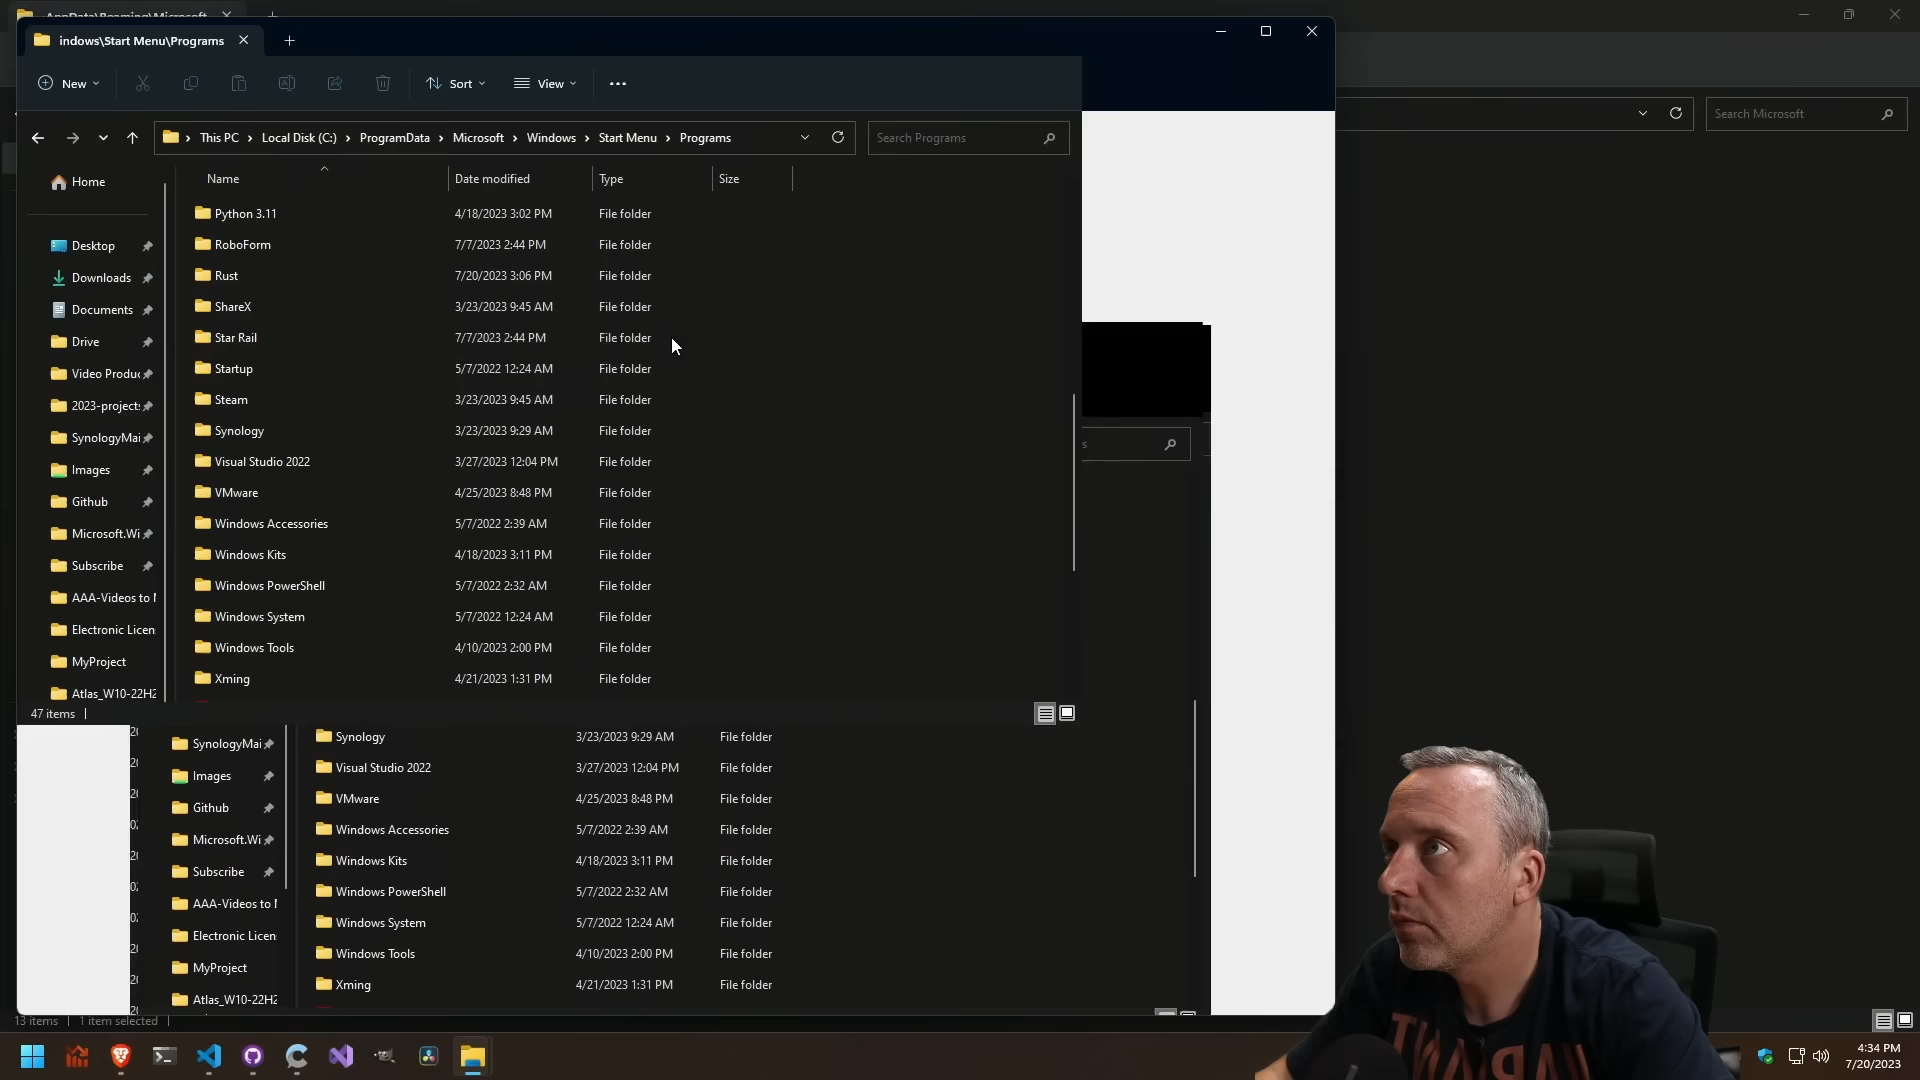 AppData\Roaming\Microsoft
indows\Start Menu\Programs
New
Sort
View
This PC
Local Disk (C:)
ProgramData
Microsoft
Windows
Start Menu
Programs
Search Programs
Search Microsoft
Name
Date modified
Type
Size
Home
Desktop
Downloads
Documents
Drive
Video Produc
2023-project:
SynologyMai
Images
Github
Microsoft.Wi
Subscribe
AAA-Videos to
Electronic Licen
MyProject
Atlas_W10-22H2
Python 3.11 4/18/2023 3:02 PM File folder
RoboForm 7/7/2023 2:44 PM File folder
Rust 7/20/2023 3:06 PM File folder
ShareX 3/23/2023 9:45 AM File folder
Star Rail 7/7/2023 2:44 PM File folder
Startup 5/7/2022 12:24 AM File folder
Steam 3/23/2023 9:45 AM File folder
Synology 3/23/2023 9:29 AM File folder
Visual Studio 2022 3/27/2023 12:04 PM File folder
VMware 4/25/2023 8:48 PM File folder
Windows Accessories 5/7/2022 2:39 AM File folder
Windows Kits 4/18/2023 3:11 PM File folder
Windows PowerShell 5/7/2022 2:32 AM File folder
Windows System 5/7/2022 12:24 AM File folder
Windows Tools 4/10/2023 2:00 PM File folder
Xming 4/21/2023 1:31 PM File folder
47 items
SynologyMai
Images
Github
Microsoft.Wi
Subscribe
AAA-Videos to
Electronic Licen
MyProject
Atlas_W10-22H2
Synology 3/23/2023 9:29 AM File folder
Visual Studio 2022 3/27/2023 12:04 PM File folder
VMware 4/25/2023 8:48 PM File folder
Windows Accessories 5/7/2022 2:39 AM File folder
Windows Kits 4/18/2023 3:11 PM File folder
Windows PowerShell 5/7/2022 2:32 AM File folder
Windows System 5/7/2022 12:24 AM File folder
Windows Tools 4/10/2023 2:00 PM File folder
Xming 4/21/2023 1:31 PM File folder
13 items
1 item selected
4:34 PM
7/20/2023